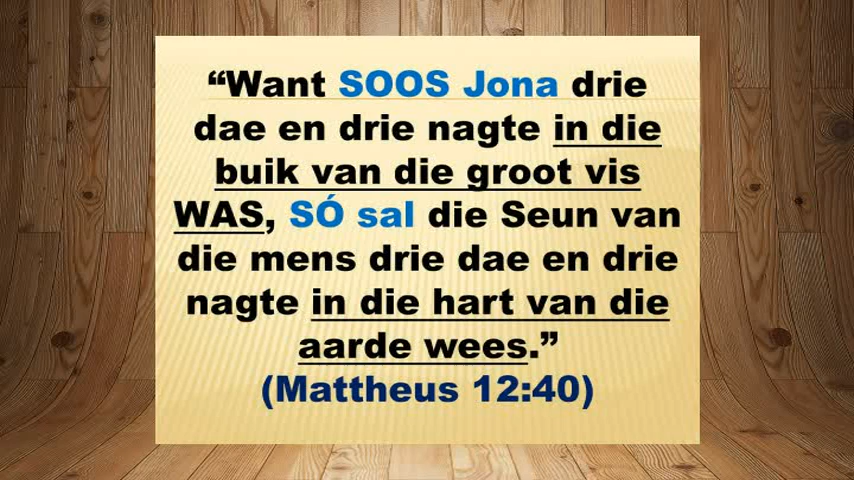 “Want SOOS Jona drie
dae en drie nagte in die
buik van die groot vis
WAS, SÓ sal die Seun van
die mens drie dae en drie
nagte in die hart van die
aarde wees.”
(Mattheus 12:40)